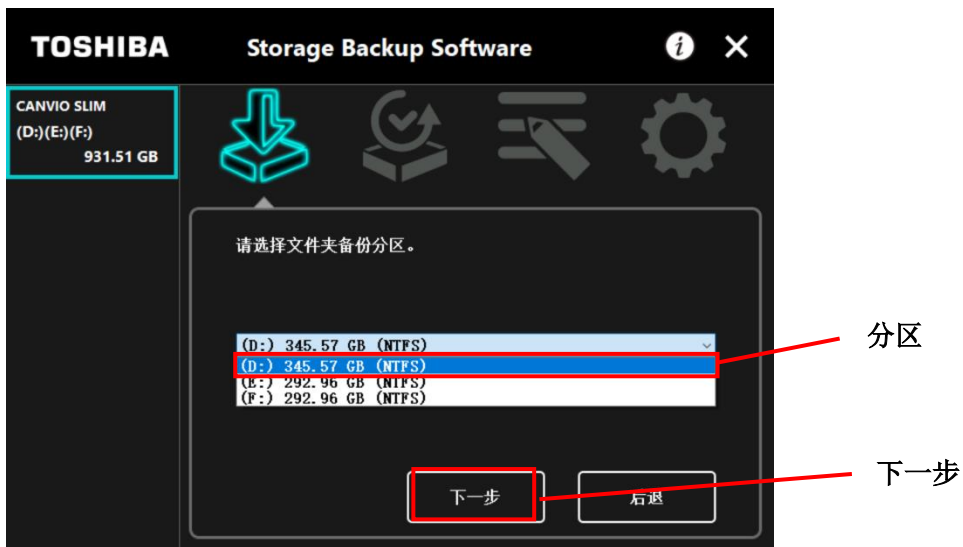 TOSHIBA
Storage Backup Software
i
CANVIO SLIM
(D:)(E:)(F:)
931.51 GB
请选择文件夹备份分区。
(D:) 345.57 GB (NTFS)
(D:) 345.57 GB (NTFS)
(E:) 292.96 GB (NTFS)
(F:) 292.96 GB (NTFS)
分区
下一步
后退
下一步